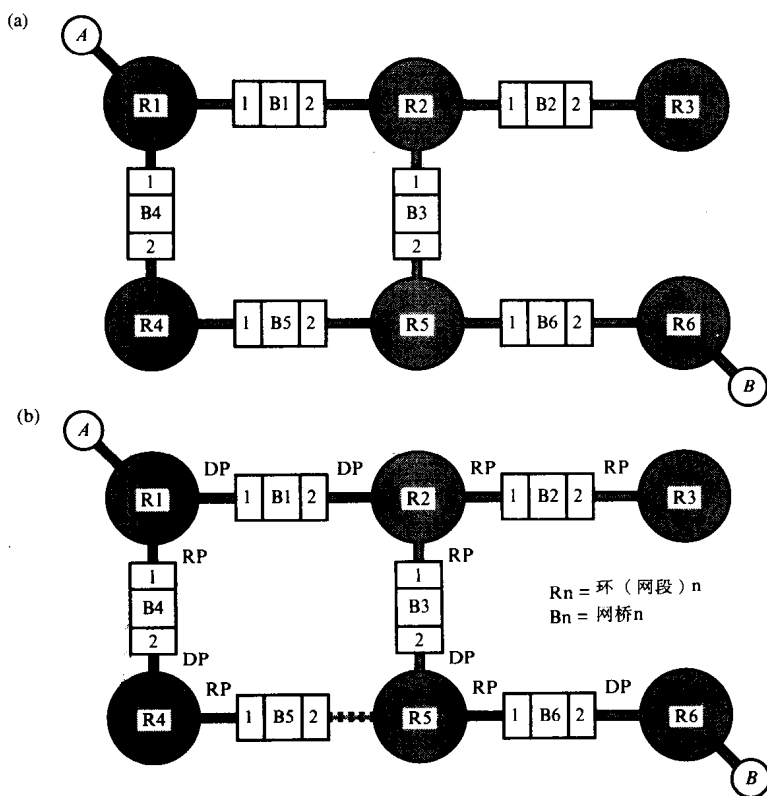 (a)
A
R1
1 B1 2
R2
1 B2 2
R3
1
B4
2
1
B3
2
R4
1 B5 2
R5
1 B6 2
R6
B
(b)
A
DP DP RP RP
R1
1 B1 2
R2
1 B2 2
R3
RP RP
1
B4
2
1
B3
2
Rn = 环（网段）n
Bn = 网桥n
DP DP
RP RP DP
R4
1 B5 2
R5
1 B6 2
R6
B